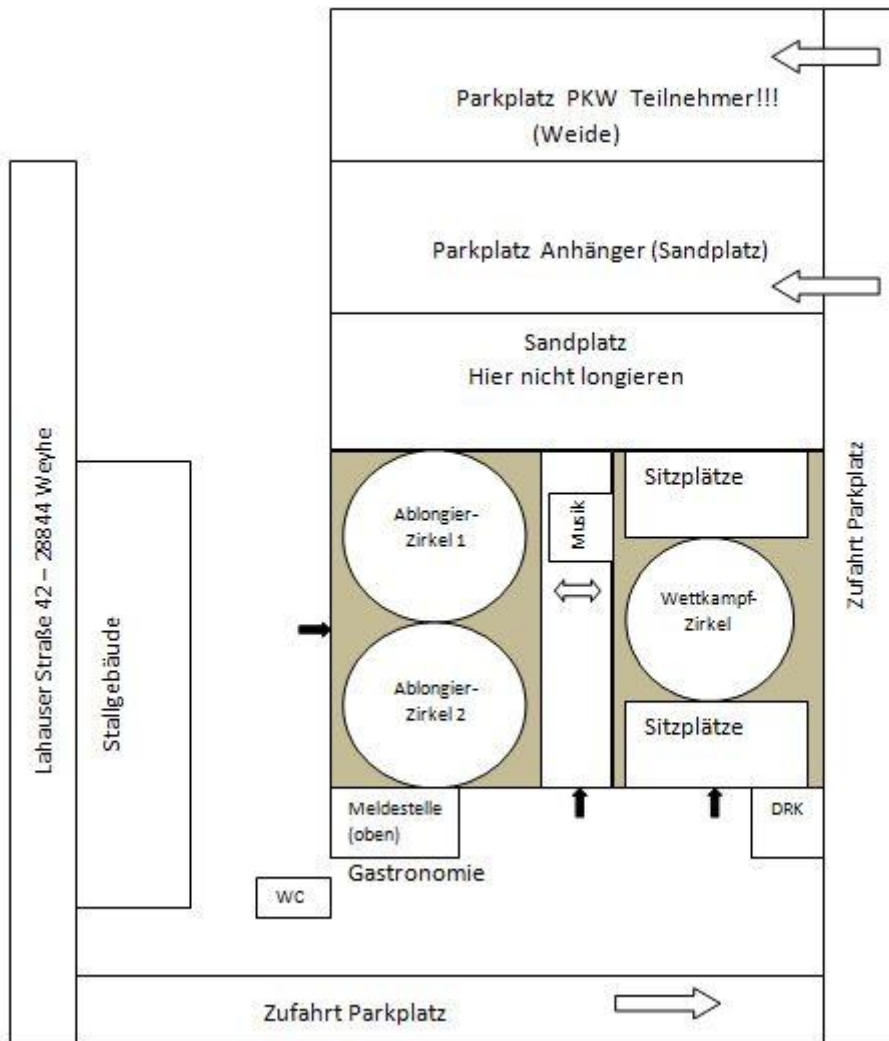 Parkplatz PKW Teilnehmer!!!
(Weide)
Parkplatz Anhänger (Sandplatz)
Sandplatz
Hier nicht longieren
Lahauser Straße 42 – 28844 Weyhe
Stallgebäude
Ablongier-
Zirkel 1
Musik
Sitzplätze
Zufahrt Parkplatz
Wettkampf-
Zirkel
Ablongier-
Zirkel 2
Sitzplätze
Meldestelle
(oben)
DRK
Gastronomie
WC
Zufahrt Parkplatz